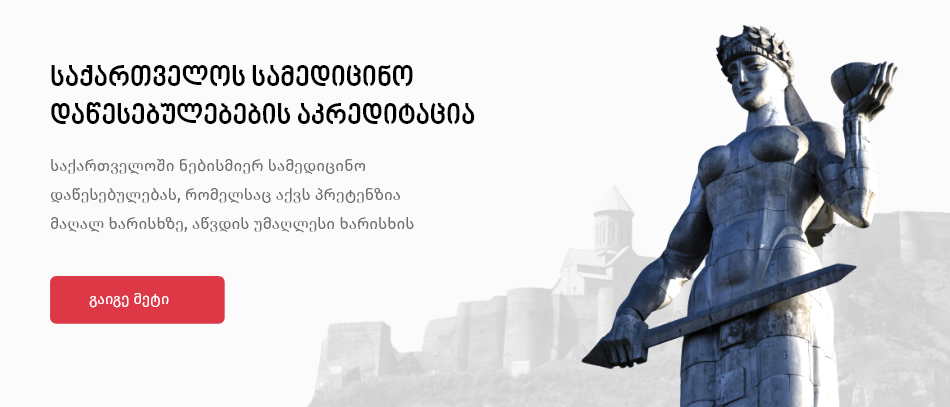 საქართველოს სამედიცინო
დაწესებულებების აკრედიტაცია
საქართველოში ნებისმიერ სამედიცინო
დაწესებულებას, რომელსაც აქვს პრეტენზია
მაღალ ხარისხზე, აწვდის უმაღლესი ხარისხის
გაიგე მეტი